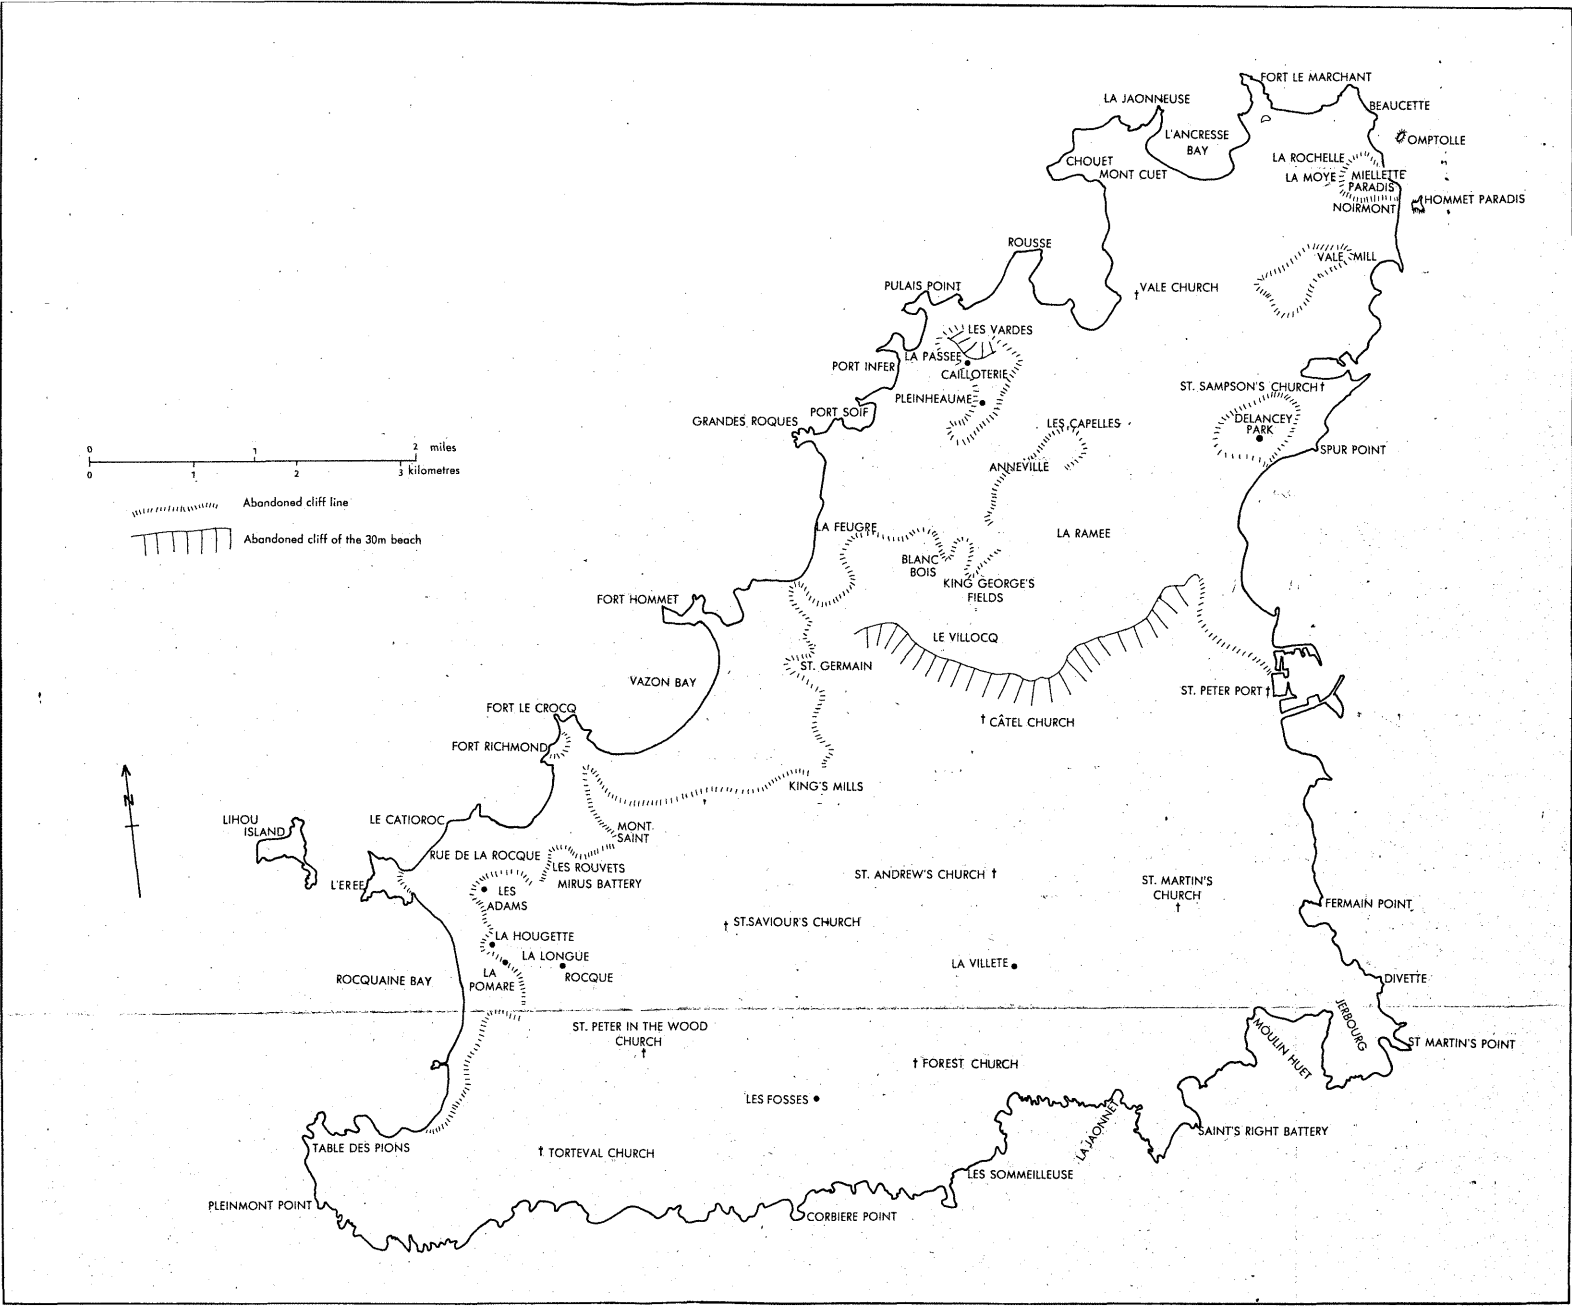 FORT LE MARCHANT
LA JAONNEUSE
BEAUCETTE
L'ANCRESSE
BAY
OMPTOLLE
CHOUET
MONT CUET
LA ROCHELLE
LA MOYE
MIELLETTE
PARADIS
NOIRMONT
HOMMET PARADIS
ROUSSE
VALE MILL
PULAIS POINT
VALE CHURCH
LES VARDES
LA PASSEE
PORT INFER
CAILLOTERIE
ST. SAMPSON'S CHURCH
PLEINHEAUME
PORT SOIF
GRANDES ROQUES
DELANCEY
PARK
LES CAPELLES
SPUR POINT
ANNEVILLE
0 1 2 miles
0 1 2 3 kilometres
Abandoned cliff line
Abandoned cliff of the 30m beach
LA FEUGRE
LA RAMEE
BLANC
BOIS
KING GEORGE'S
FIELDS
FORT HOMMET
LE VILLOCQ
ST. GERMAIN
VAZON BAY
ST. PETER PORT
FORT LE CROCQ
CÂTEL CHURCH
FORT RICHMOND
KING'S MILLS
N
LIHOU
ISLAND
LE CATIOROC
MONT
SAINT
RUE DE LA ROCQUE
LES ROUVETS
MIRUS BATTERY
L'EREE
LES
ADAMS
ST. ANDREW'S CHURCH
ST. MARTIN'S
CHURCH
FERMAIN POINT
ST.SAVIOUR'S CHURCH
LA HOUGETTE
LA LONGUE
ROCQUE
LA
POMARE
LA VILLETE
ROCQUAINE BAY
DIVETTE
JERBOURG
MOULIN HUET
ST MARTIN'S POINT
ST. PETER IN THE WOOD
CHURCH
FOREST CHURCH
LES FOSSES
LA JAONNET
SAINT'S RIGHT BATTERY
TABLE DES PIONS
TORTEVAL CHURCH
LES SOMMEILLEUSE
PLEINMONT POINT
CORBIERE POINT